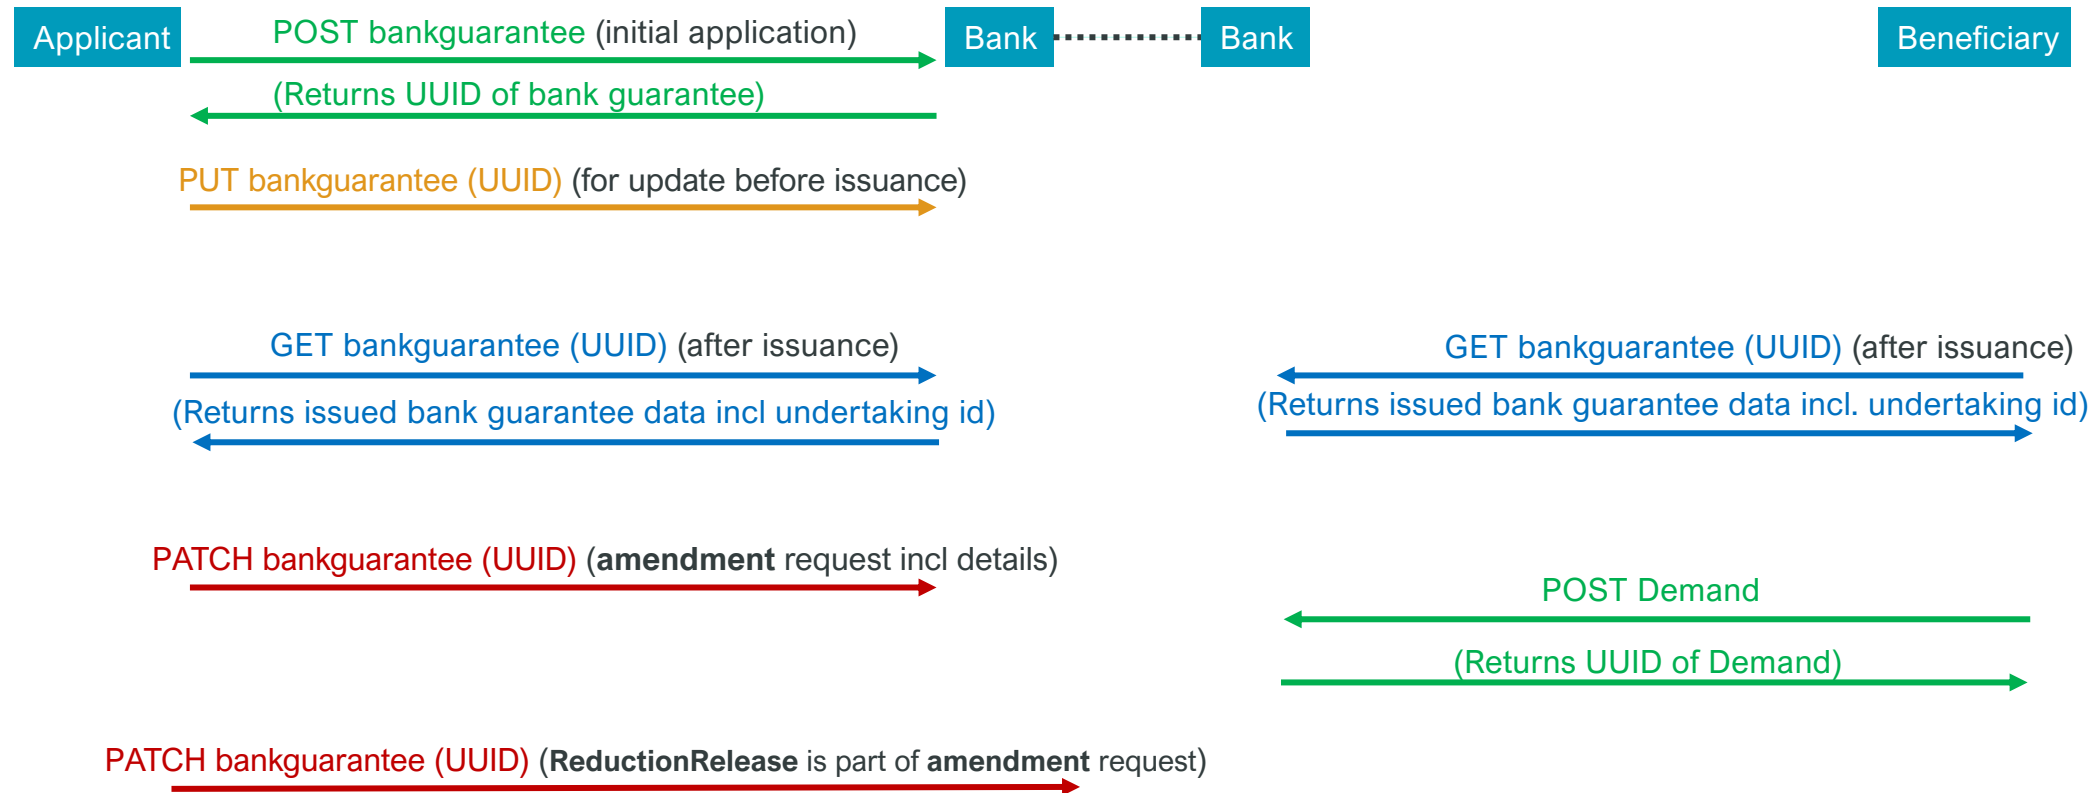 Applicant
POST bankguarantee (initial application)
Bank
Bank
Beneficiary
(Returns UUID of bank guarantee)
PUT bankguarantee (UUID) (for update before issuance)
GET bankguarantee (UUID) (after issuance)
GET bankguarantee (UUID) (after issuance)
(Returns issued bank guarantee data incl undertaking id)
(Returns issued bank guarantee data incl. undertaking id)
PATCH bankguarantee (UUID) (amendment request incl details)
POST Demand
(Returns UUID of Demand)
PATCH bankguarantee (UUID) (ReductionRelease is part of amendment request)